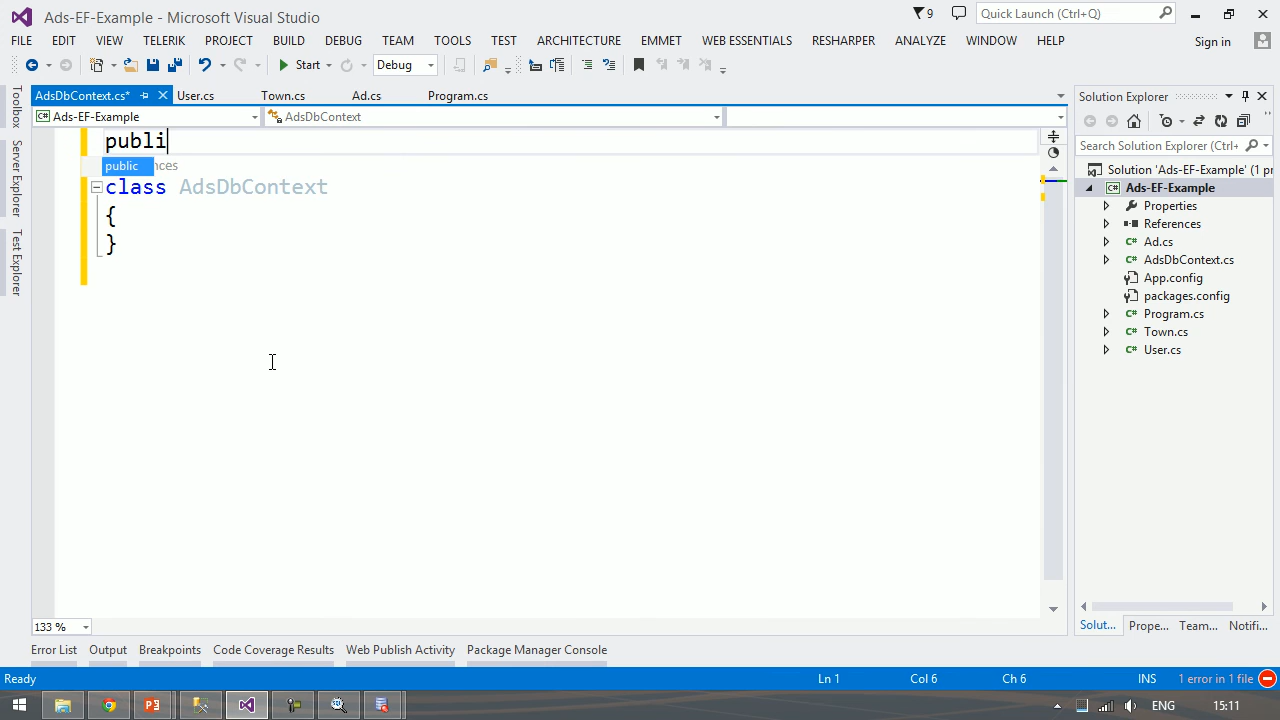 Ads-EF-Example - Microsoft Visual Studio
9
Quick Launch (Ctrl+Q)
FILE EDIT VIEW TELERIK PROJECT BUILD DEBUG TEAM TOOLS TEST ARCHITECTURE EMMET WEB ESSENTIALS RESHARPER ANALYZE WINDOW HELP
Sign in
Start Debug
AdsDbContext.cs* User.cs Town.cs Ad.cs Program.cs
Ads-EF-Example AdsDbContext
publi
public nces
class AdsDbContext
{
}
133 %
Toolbox
Server Explorer
Test Explorer
Solution Explorer
Search Solution Explorer (Ctrl+
Solution 'Ads-EF-Example' (1 pr
Ads-EF-Example
Properties
References
Ad.cs
AdsDbContext.cs
App.config
packages.config
Program.cs
Town.cs
User.cs
Solut... Prope... Team... Notifi...
Error List Output Breakpoints Code Coverage Results Web Publish Activity Package Manager Console
Ready Ln 1 Col 6 Ch 6 INS 1 error in 1 file
ENG 15:11